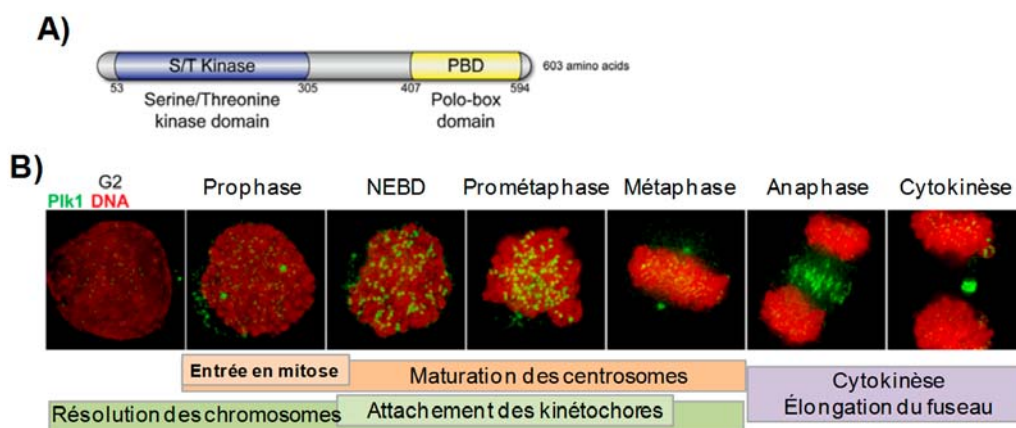 A)
S/T Kinase
PBD
603 amino acids
53
305
407
594
Serine/Threonine
kinase domain
Polo-box
domain
B)
G2
Plk1 DNA
Prophase
NEBD
Prométaphase
Métaphase
Anaphase
Cytokinèse
Entrée en mitose
Maturation des centrosomes
Cytokinèse
Élongation du fuseau
Résolution des chromosomes
Attachement des kinétochores